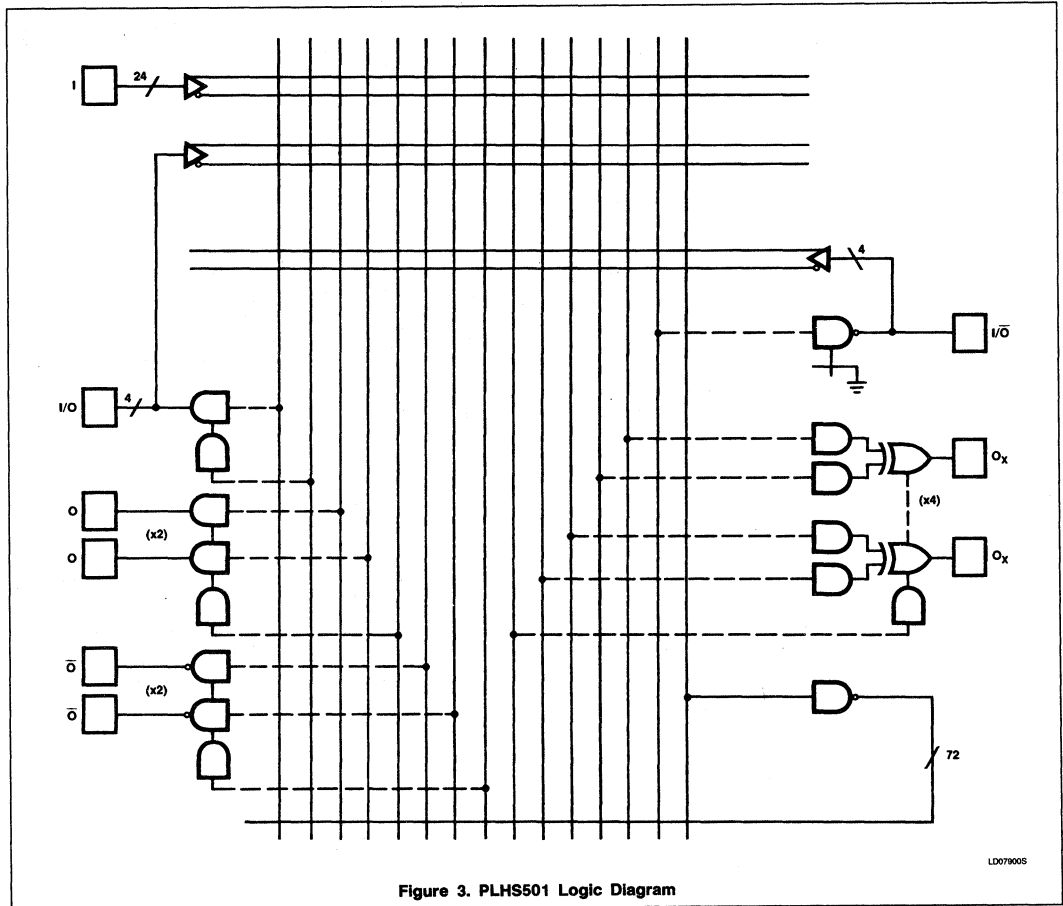 I
24
4
I/O̅
I/O
4
OX
(x4)
O
(x2)
O
OX
O̅
(x2)
O̅
72
LD07900S
Figure 3. PLHS501 Logic Diagram